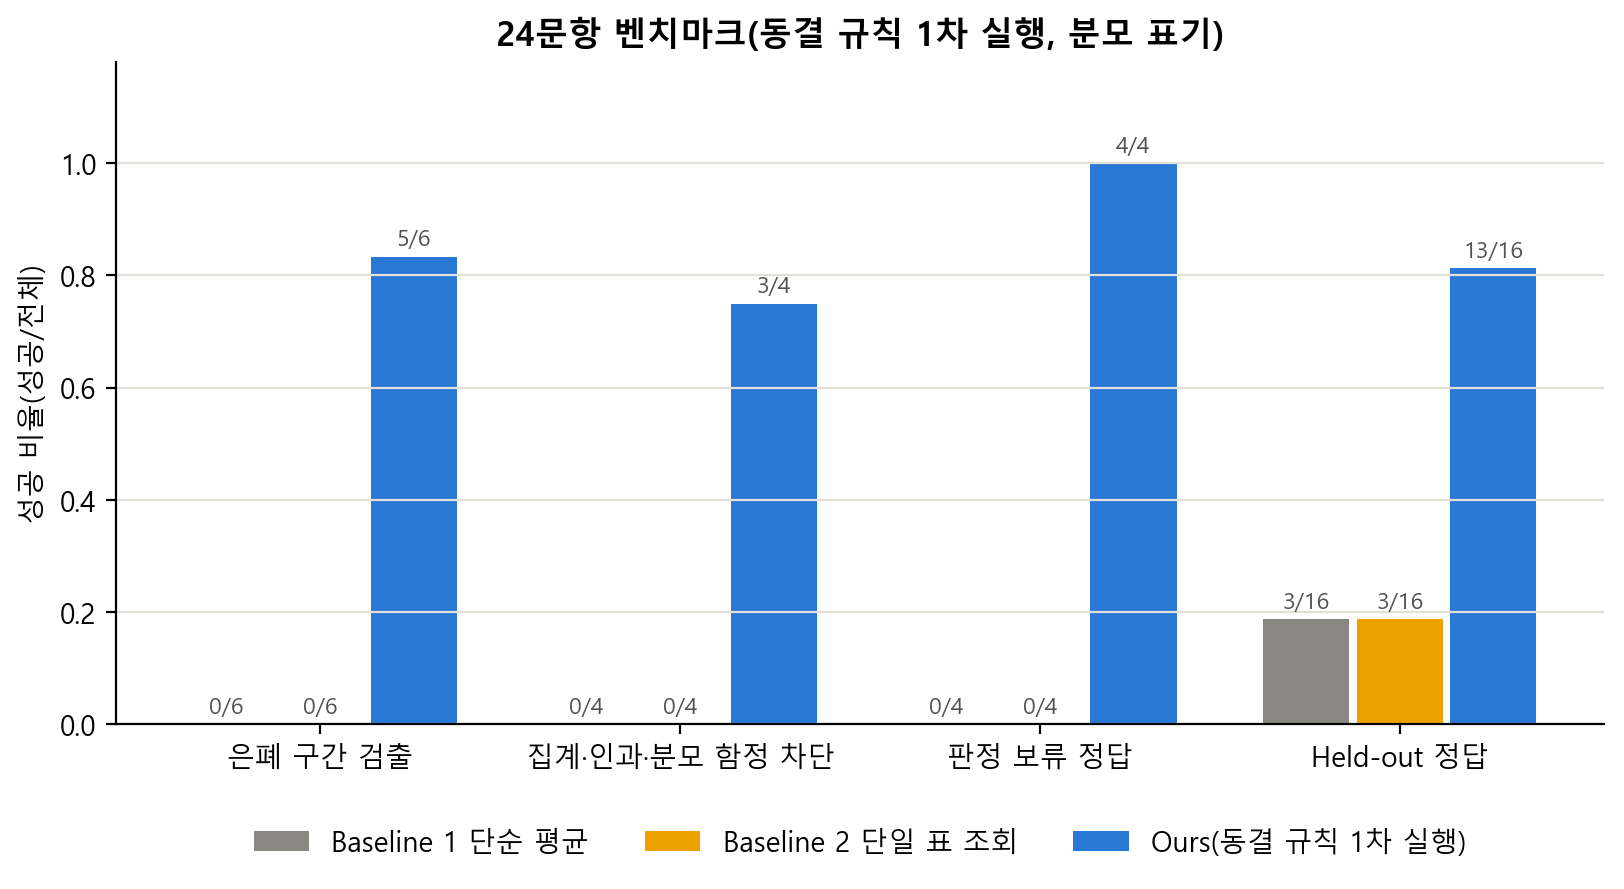 24문항 벤치마크(동결 규칙 1차 실행, 분모 표기)
성공 비율(성공/전체)
1.0
0.8
0.6
0.4
0.2
0.0
0/6
0/6
5/6
0/4
0/4
3/4
0/4
0/4
4/4
3/16
3/16
13/16
은폐 구간 검출
집계·인과·분모 함정 차단
판정 보류 정답
Held-out 정답
Baseline 1 단순 평균
Baseline 2 단일 표 조회
Ours(동결 규칙 1차 실행)